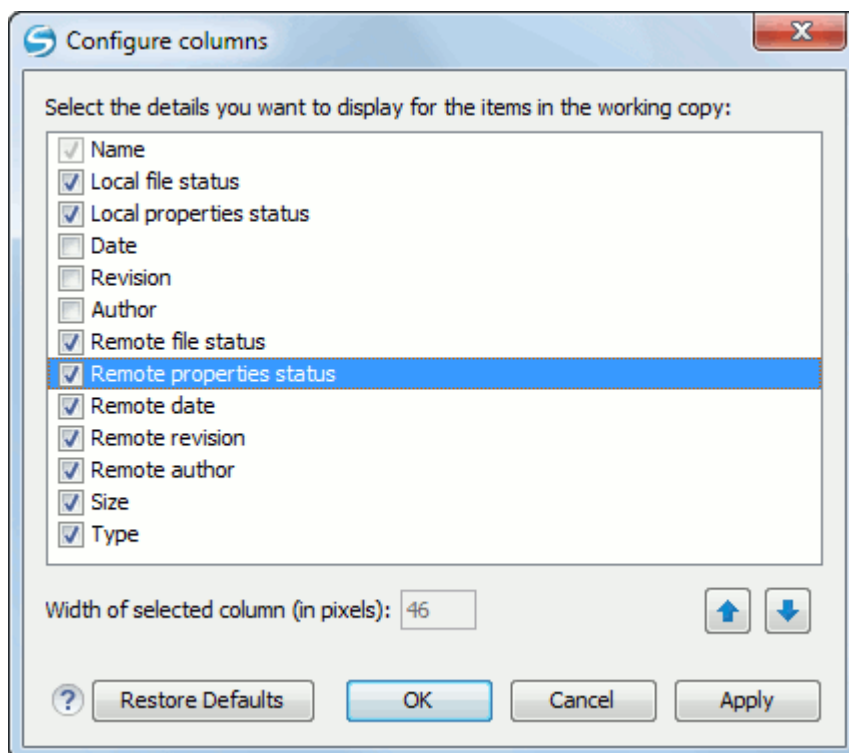 Configure columns
Select the details you want to display for the items in the working copy:
Name
Local file status
Local properties status
Date
Revision
Author
Remote file status
Remote properties status
Remote date
Remote revision
Remote author
Size
Type
Width of selected column (in pixels): 46
? Restore Defaults OK Cancel Apply